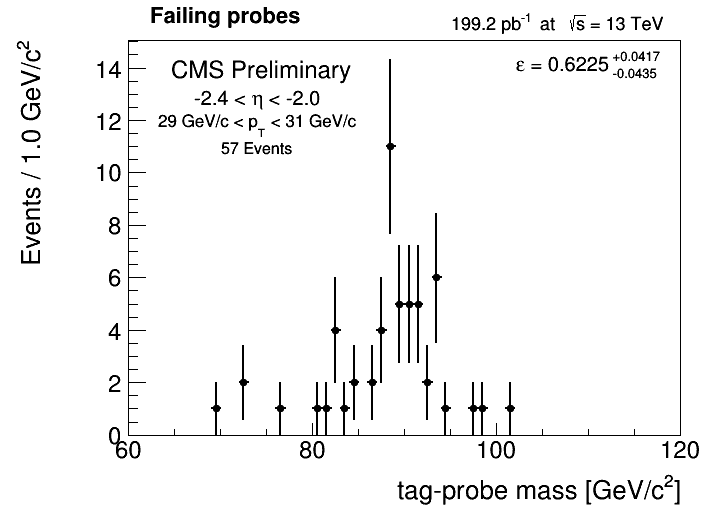 Failing probes
199.2 pb⁻¹ at √s = 13 TeV
CMS Preliminary
-2.4 < η < -2.0
29 GeV/c < p_T < 31 GeV/c
57 Events
ε = 0.6225 +0.0417 -0.0435
Events / 1.0 GeV/c²
14
12
10
8
6
4
2
0
60 80 100 120
tag-probe mass [GeV/c²]